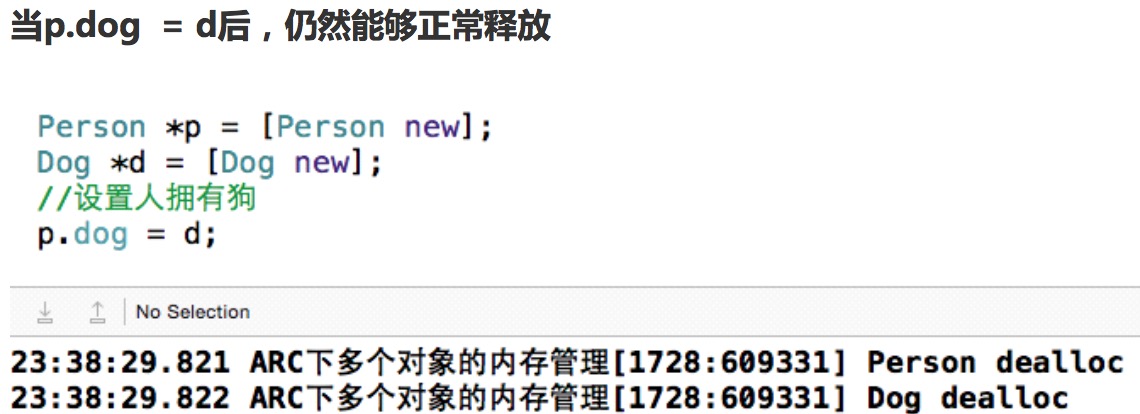 当p.dog = d后，仍然能够正常释放
Person *p = [Person new];
Dog *d = [Dog new];
//设置人拥有狗
p.dog = d;
No Selection
23:38:29.821 ARC下多个对象的内存管理[1728:609331] Person dealloc
23:38:29.822 ARC下多个对象的内存管理[1728:609331] Dog dealloc